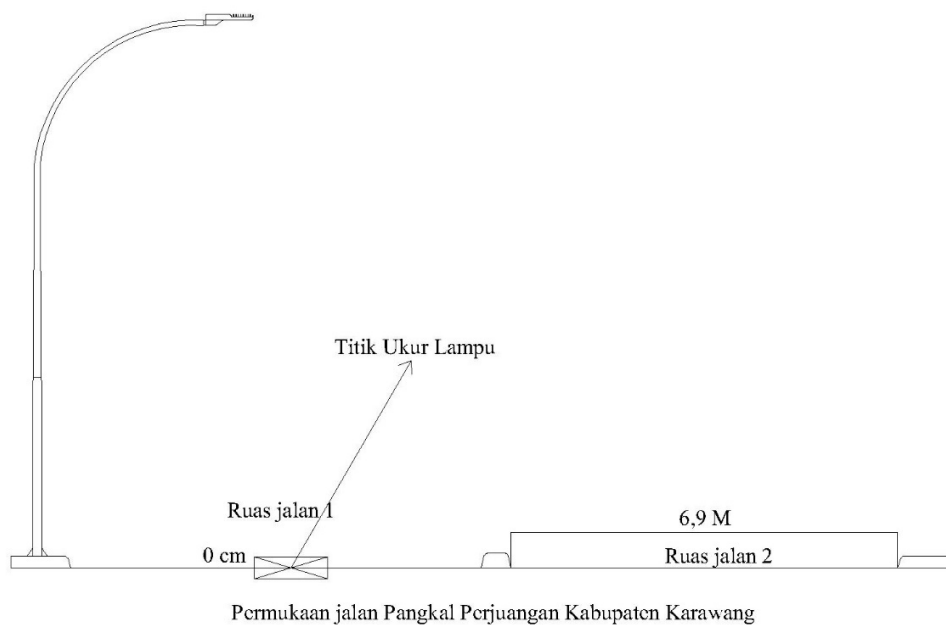 Titik Ukur Lampu
Ruas jalan 1
6,9 M
0 cm
Ruas jalan 2
Permukaan jalan Pangkal Perjuangan Kabupaten Karawang